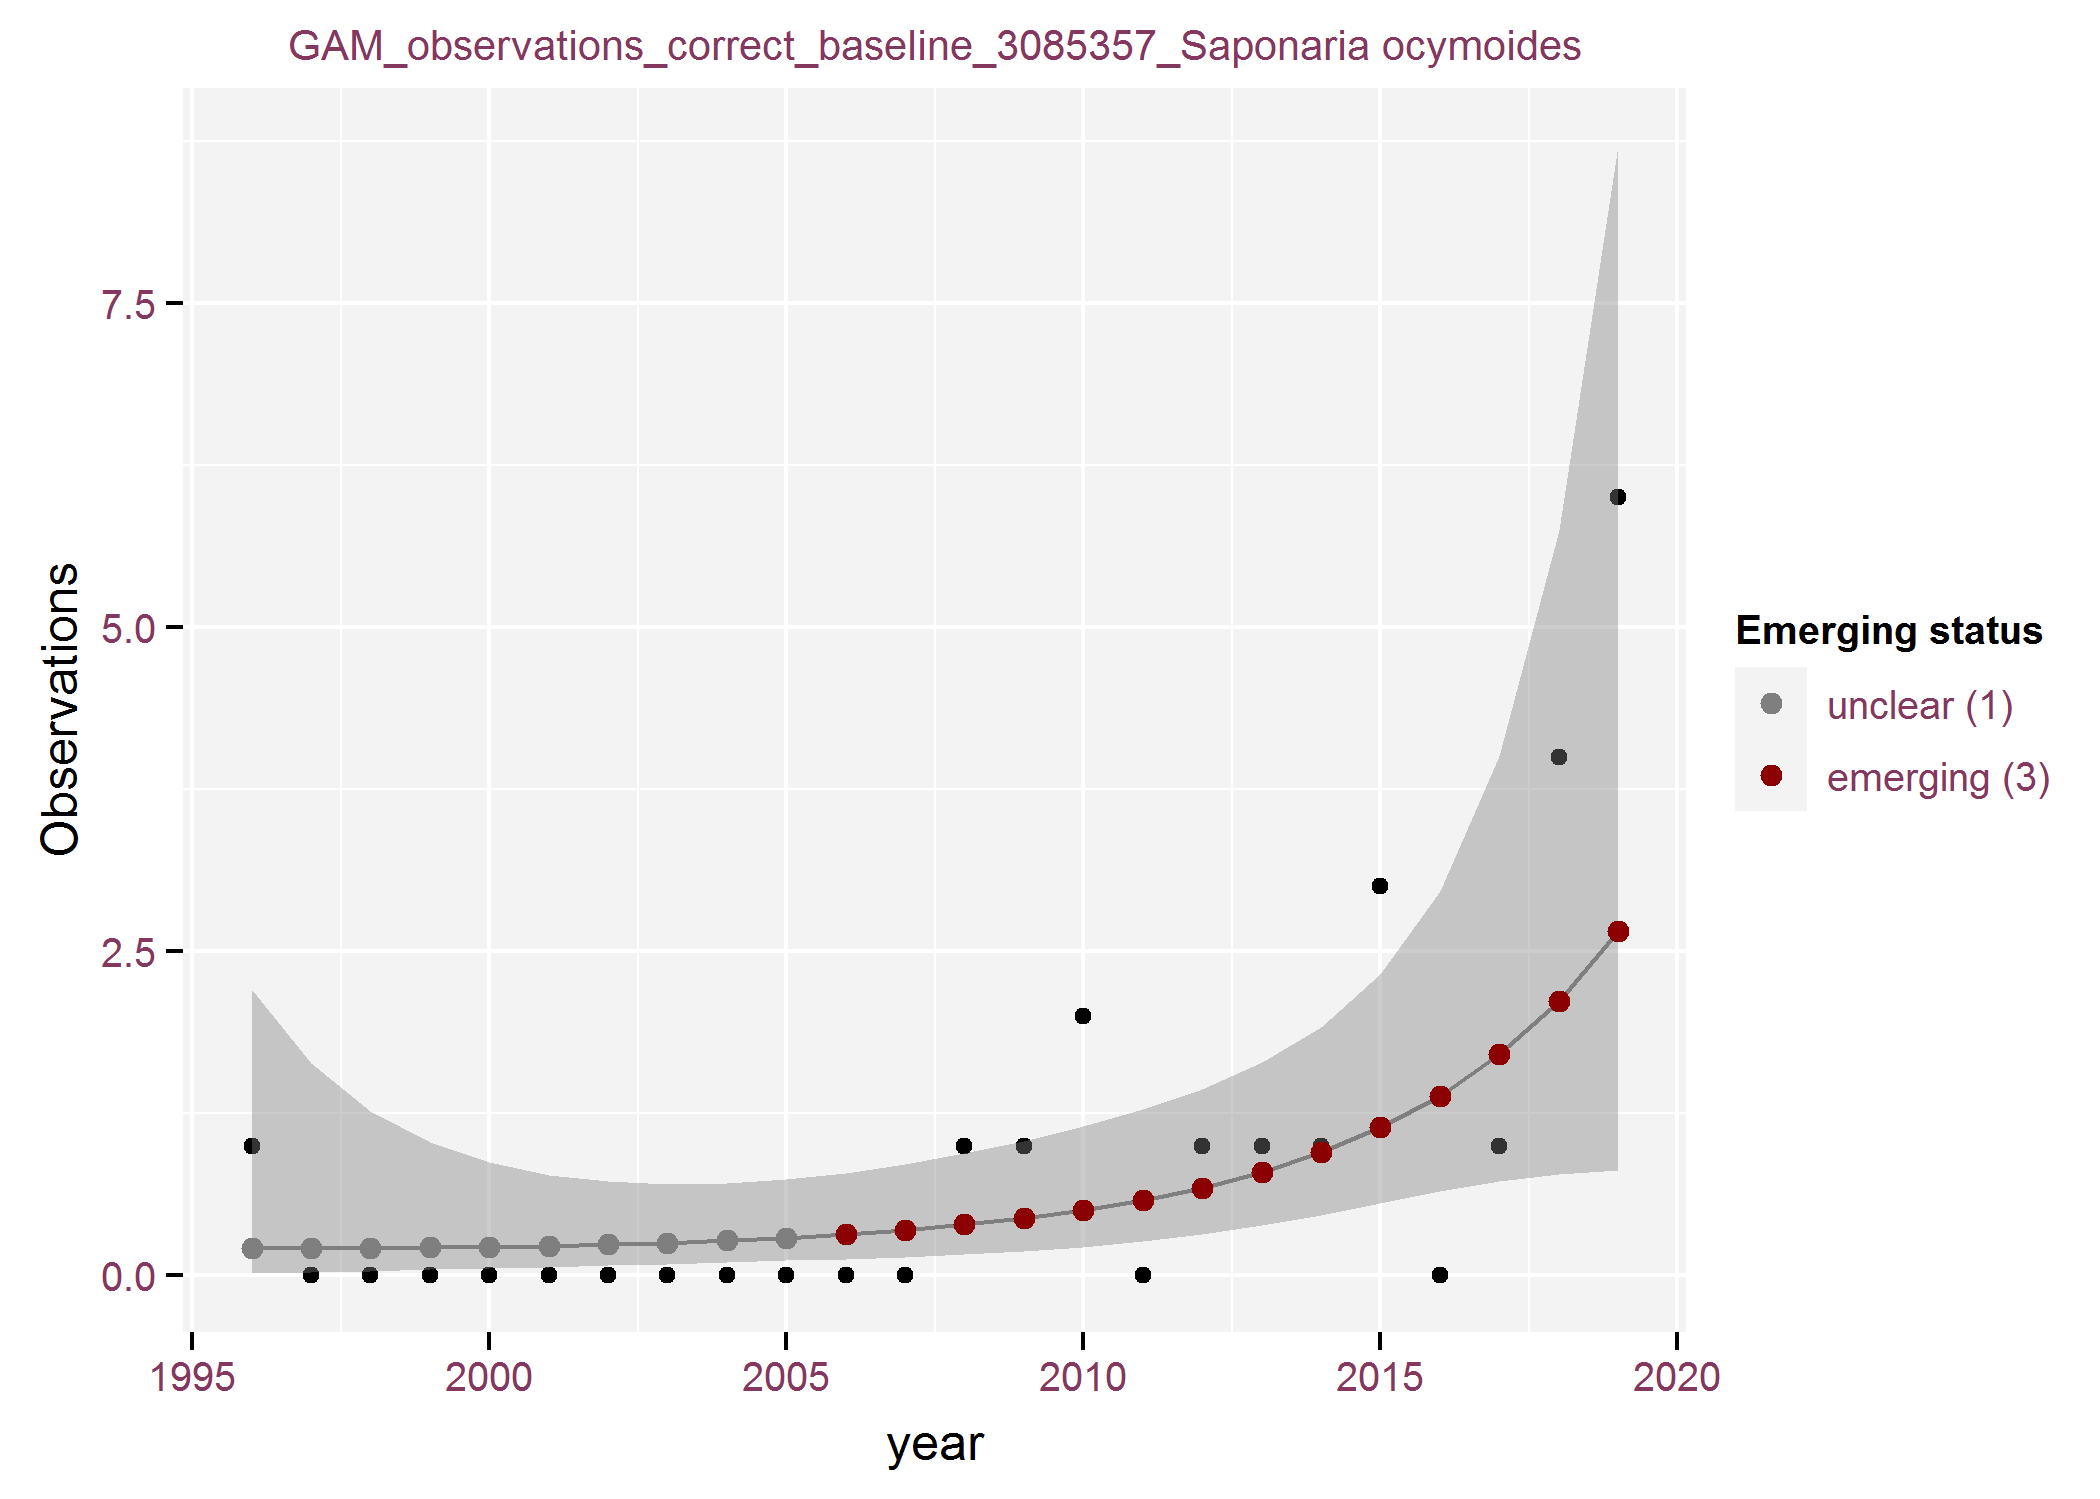 GAM_observations_correct_baseline_3085357_Saponaria ocymoides
Observations
7.5
5.0
2.5
0.0
1995 2000 2005 2010 2015 2020
year
Emerging status
unclear (1)
emerging (3)